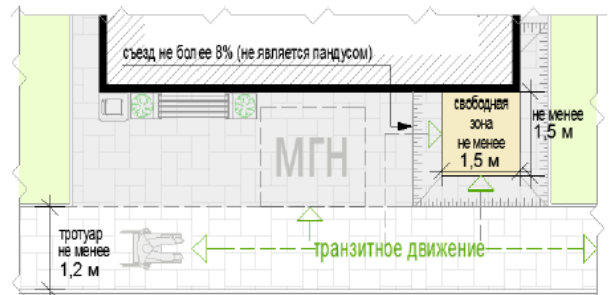 съезд не более 8% (не является пандусом)
свободная
зона
не менее
1,5 м
не менее
1,5 м
МГН
тротуар
не менее
1,2 м
транзитное движение